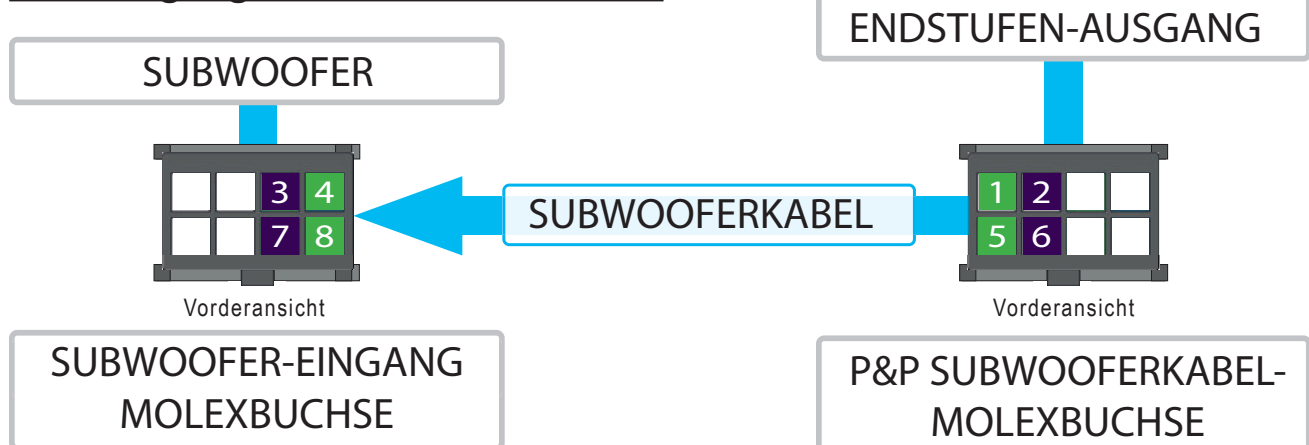 ENDSTUFEN-AUSGANG
SUBWOOFER
3 4
7 8
SUBWOOFERKABEL
1 2
5 6
Vorderansicht
Vorderansicht
SUBWOOFER-EINGANG
MOLEXBUCHSE
P&P SUBWOOFERKABEL-
MOLEXBUCHSE